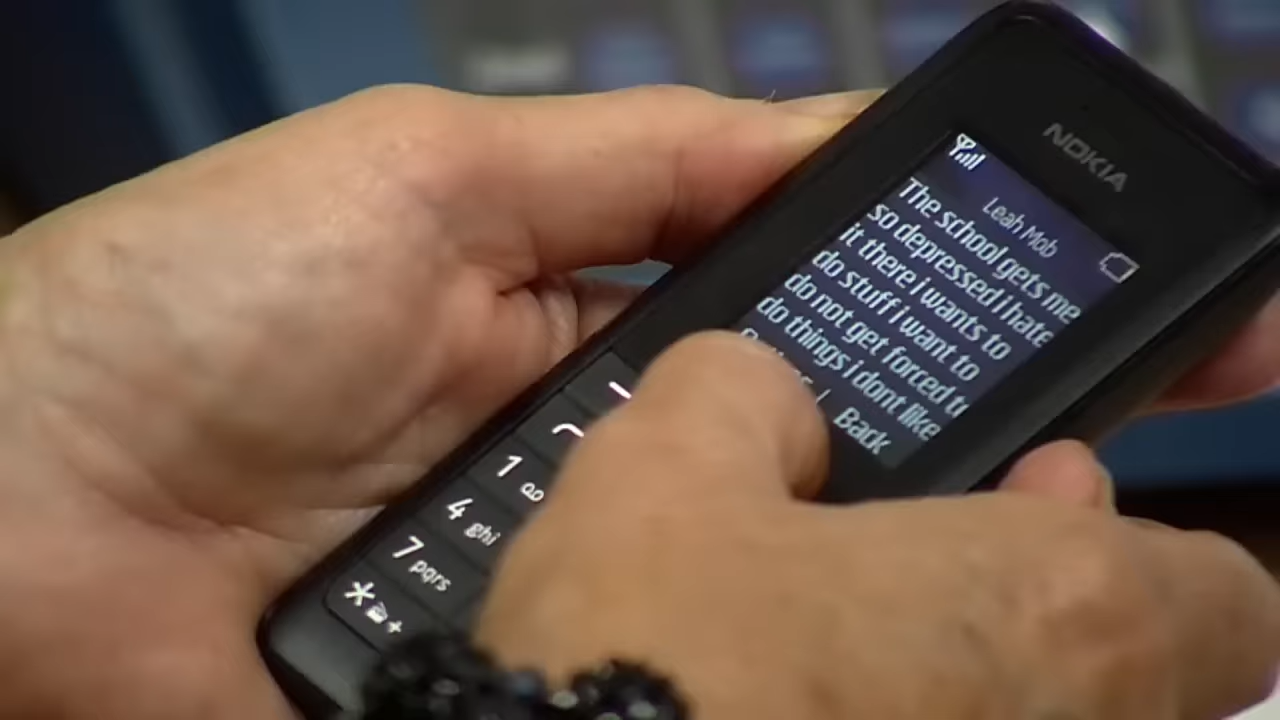 NOKIA
Leah Mob
The school gets me
so depressed I hate
it there i wants to
do stuff i want to
do not get forced to
do things i dont like
Back
1
4 ghi
7 pqrs
* +